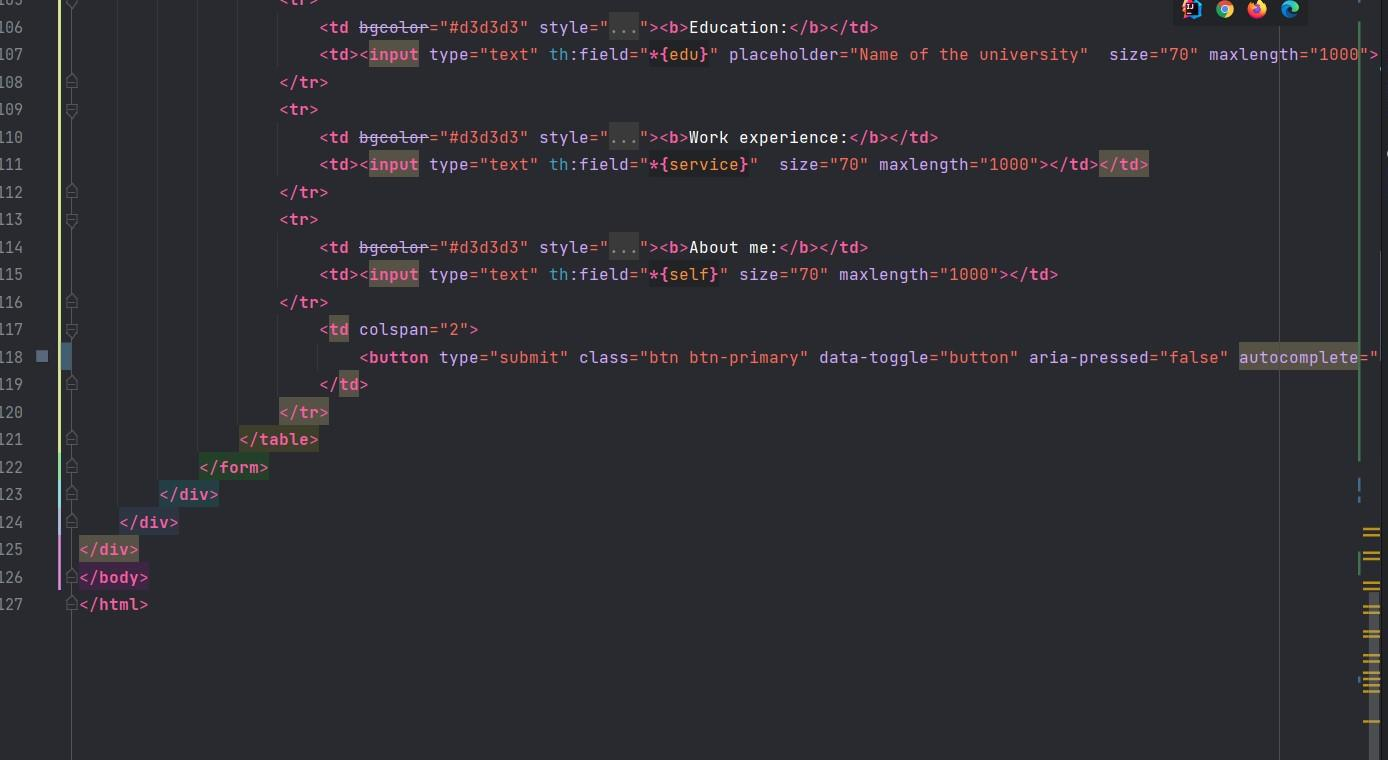 105 <tr>
106 <td bgcolor="#d3d3d3" style="..."><b>Education:</b></td>
107 <td><input type="text" th:field="*{edu}" placeholder="Name of the university"  size="70" maxlength="1000">
108 </tr>
109 <tr>
110 <td bgcolor="#d3d3d3" style="..."><b>Work experience:</b></td>
111 <td><input type="text" th:field="*{service}"  size="70" maxlength="1000"></td></td>
112 </tr>
113 <tr>
114 <td bgcolor="#d3d3d3" style="..."><b>About me:</b></td>
115 <td><input type="text" th:field="*{self}" size="70" maxlength="1000"></td>
116 </tr>
117 <td colspan="2">
118 <button type="submit" class="btn btn-primary" data-toggle="button" aria-pressed="false" autocomplete="
119 </td>
120 </tr>
121 </table>
122 </form>
123 </div>
124 </div>
125 </div>
126 </body>
127 </html>